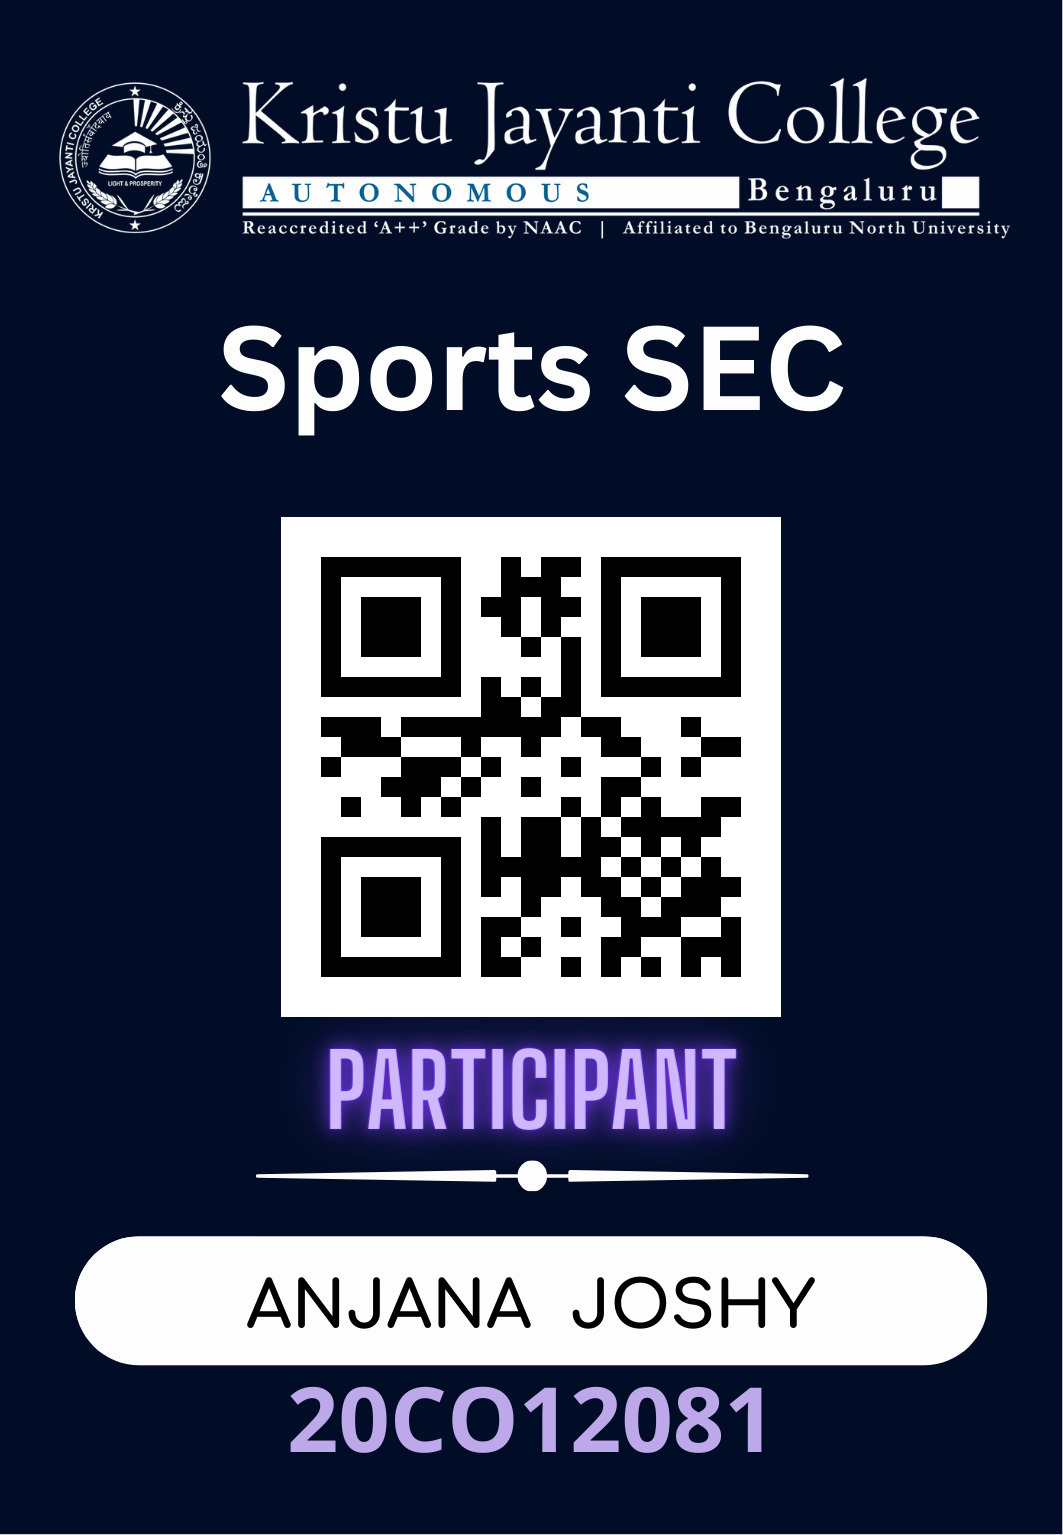 KRISTU JAYANTI COLLEGE
ಕ್ರಿಸ್ತು ಜಯಂತಿ ಕಾಲೇಜು
LIGHT & PROSPERITY
Kristu Jayanti College
AUTONOMOUS Bengaluru
Reaccredited ‘A++’ Grade by NAAC | Affiliated to Bengaluru North University
Sports SEC
PARTICIPANT
ANJANA JOSHY
20CO12081